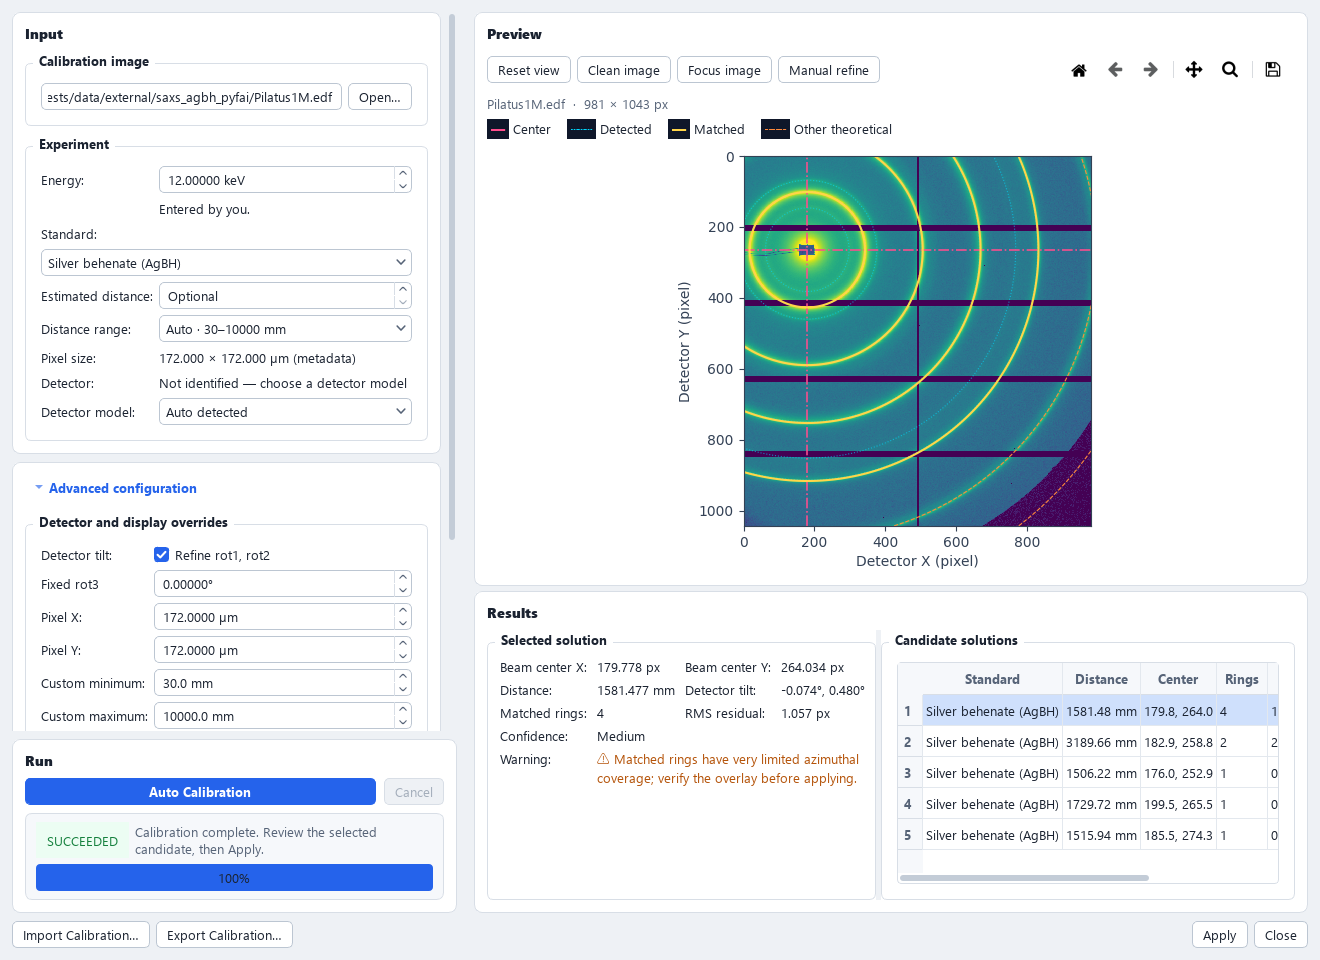 Input
Calibration image
ests/data/external/saxs_agbh_pyfai/Pilatus1M.edf
Open...
Experiment
Energy: 12.00000 keV
Entered by you.
Standard:
Silver behenate (AgBH)
Estimated distance: Optional
Distance range: Auto · 30–10000 mm
Pixel size: 172.000 × 172.000 µm (metadata)
Detector: Not identified — choose a detector model
Detector model: Auto detected
Advanced configuration
Detector and display overrides
Detector tilt: Refine rot1, rot2
Fixed rot3 0.00000°
Pixel X: 172.0000 µm
Pixel Y: 172.0000 µm
Custom minimum: 30.0 mm
Custom maximum: 10000.0 mm
Run
Auto Calibration
Cancel
SUCCEEDED
Calibration complete. Review the selected
candidate, then Apply.
100%
Import Calibration...
Export Calibration...
Preview
Reset view
Clean image
Focus image
Manual refine
Pilatus1M.edf · 981 × 1043 px
Center
Detected
Matched
Other theoretical
0
200
400
600
800
1000
Detector Y (pixel)
0 200 400 600 800
Detector X (pixel)
Results
Selected solution
Beam center X: 179.778 px Beam center Y: 264.034 px
Distance: 1581.477 mm Detector tilt: -0.074°, 0.480°
Matched rings: 4 RMS residual: 1.057 px
Confidence: Medium
Warning: ⚠ Matched rings have very limited azimuthal
coverage; verify the overlay before applying.
Candidate solutions
Standard Distance Center Rings
1 Silver behenate (AgBH) 1581.48 mm 179.8, 264.0 4 1
2 Silver behenate (AgBH) 3189.66 mm 182.9, 258.8 2 2
3 Silver behenate (AgBH) 1506.22 mm 176.0, 252.9 1 0
4 Silver behenate (AgBH) 1729.72 mm 199.5, 265.5 1 0
5 Silver behenate (AgBH) 1515.94 mm 185.5, 274.3 1 0
Apply
Close